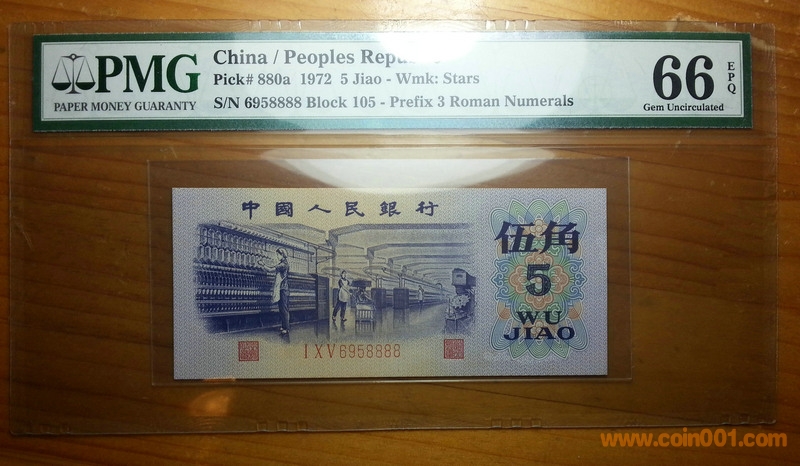 PMG
PAPER MONEY GUARANTY
China / Peoples
Pick# 880a 1972 5 Jiao - Wmk: Stars
S/N 6958888 Block 105 - Prefix 3 Roman Numerals
66
EPQ
Gem Uncirculated
中國人民銀行
伍角
5
WU
JIAO
I X V 6958888
www.coin001.com